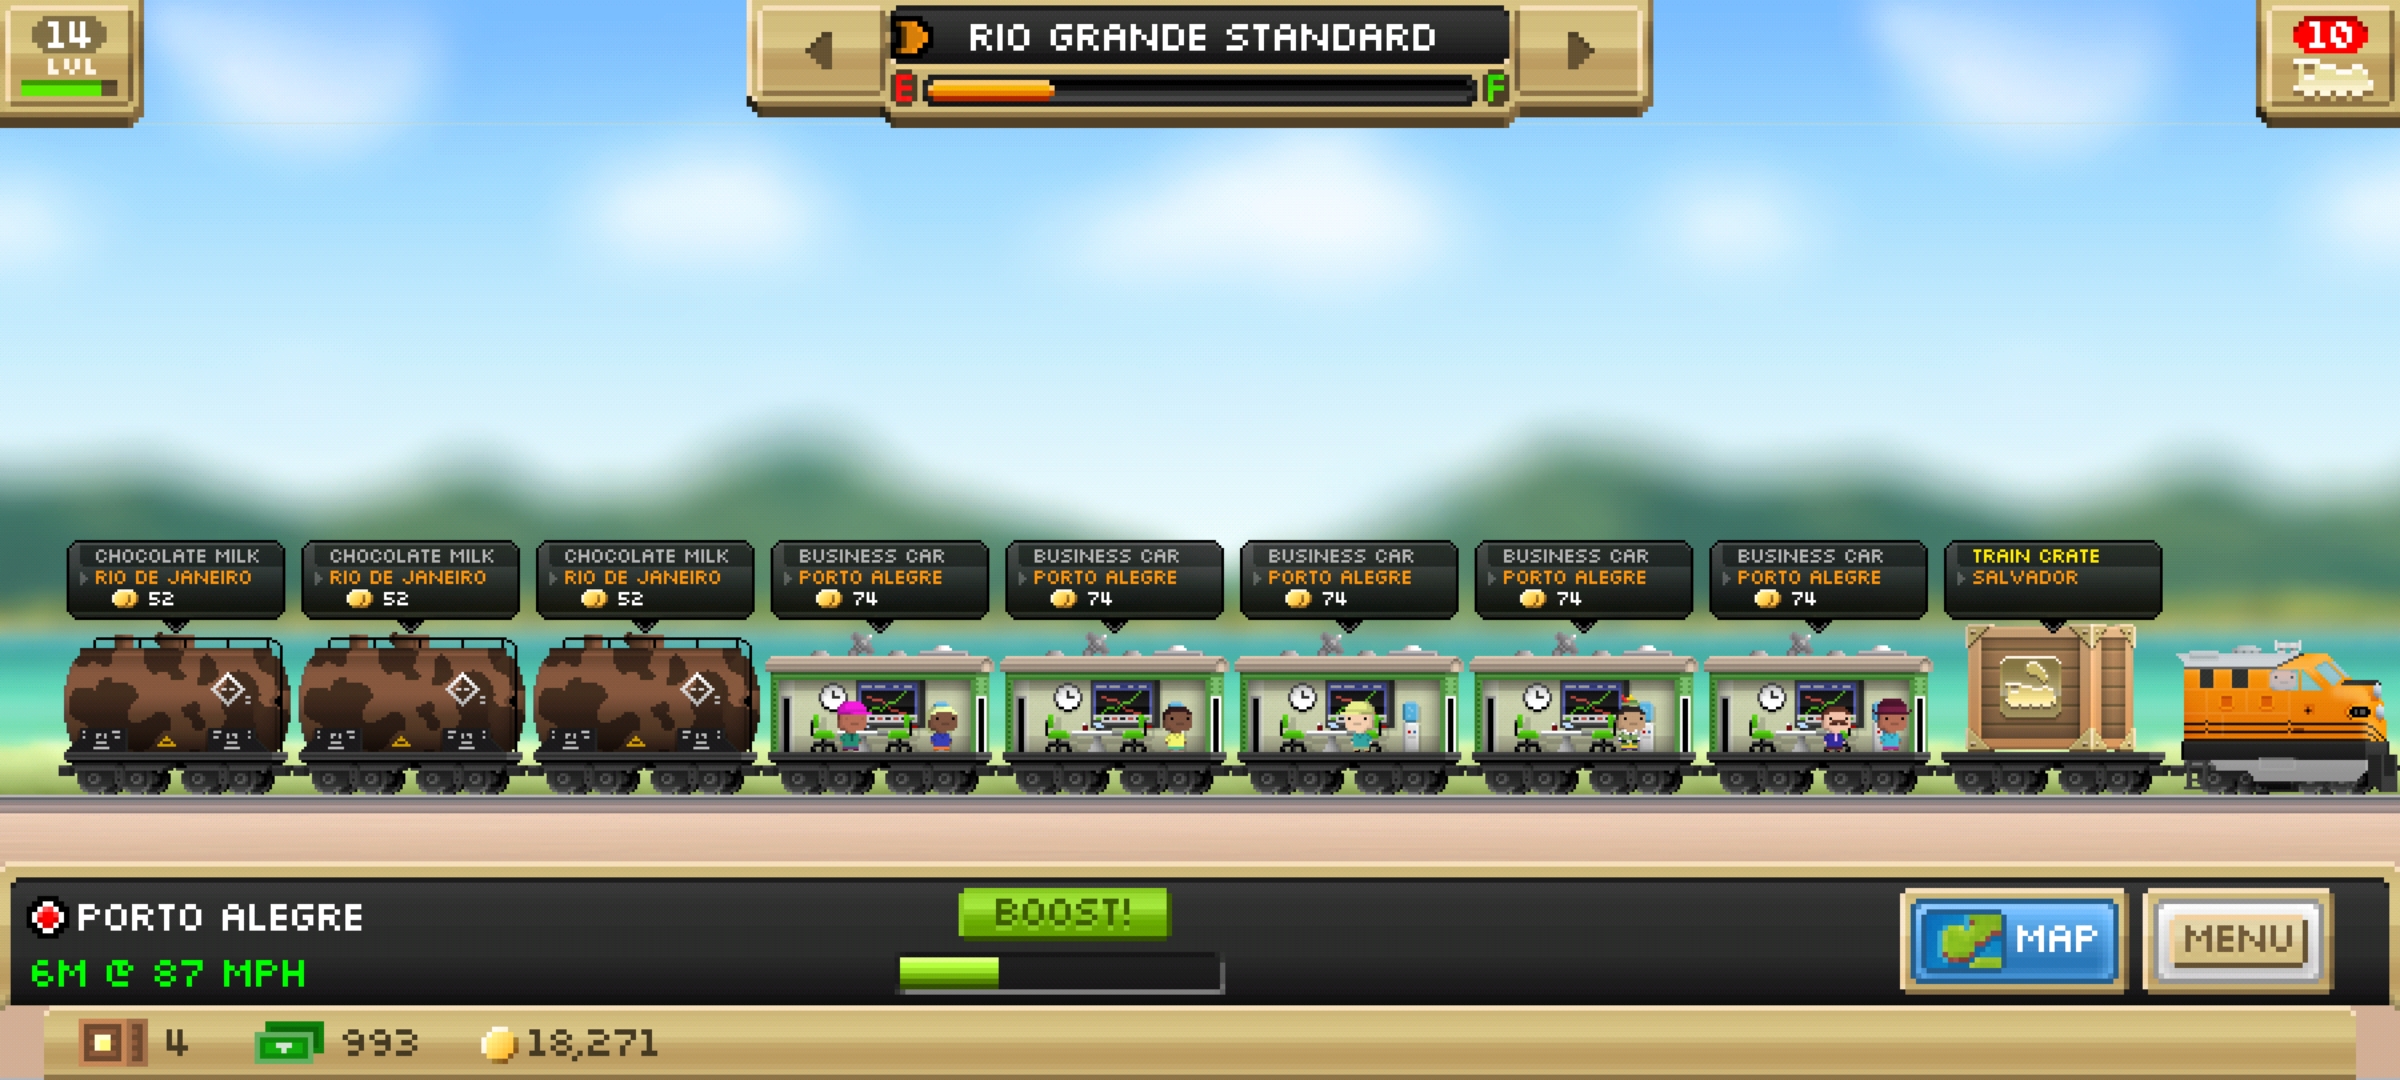 14
LVL
RIO GRANDE STANDARD
E F
10
CHOCOLATE MILK
RIO DE JANEIRO
52
CHOCOLATE MILK
RIO DE JANEIRO
52
CHOCOLATE MILK
RIO DE JANEIRO
52
BUSINESS CAR
PORTO ALEGRE
74
BUSINESS CAR
PORTO ALEGRE
74
BUSINESS CAR
PORTO ALEGRE
74
BUSINESS CAR
PORTO ALEGRE
74
BUSINESS CAR
PORTO ALEGRE
74
TRAIN CRATE
SALVADOR
PORTO ALEGRE
6M @ 87 MPH
BOOST!
MAP
MENU
4
993
18,271